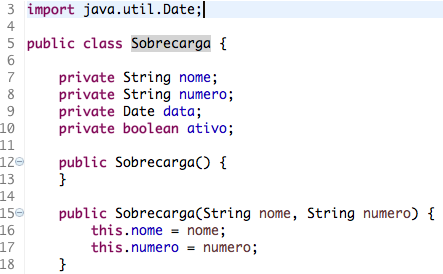 3 import java.util.Date;
4
5 public class Sobrecarga {
6
7     private String nome;
8     private String numero;
9     private Date data;
10     private boolean ativo;
11
12     public Sobrecarga() {
13     }
14
15     public Sobrecarga(String nome, String numero) {
16         this.nome = nome;
17         this.numero = numero;
18     }